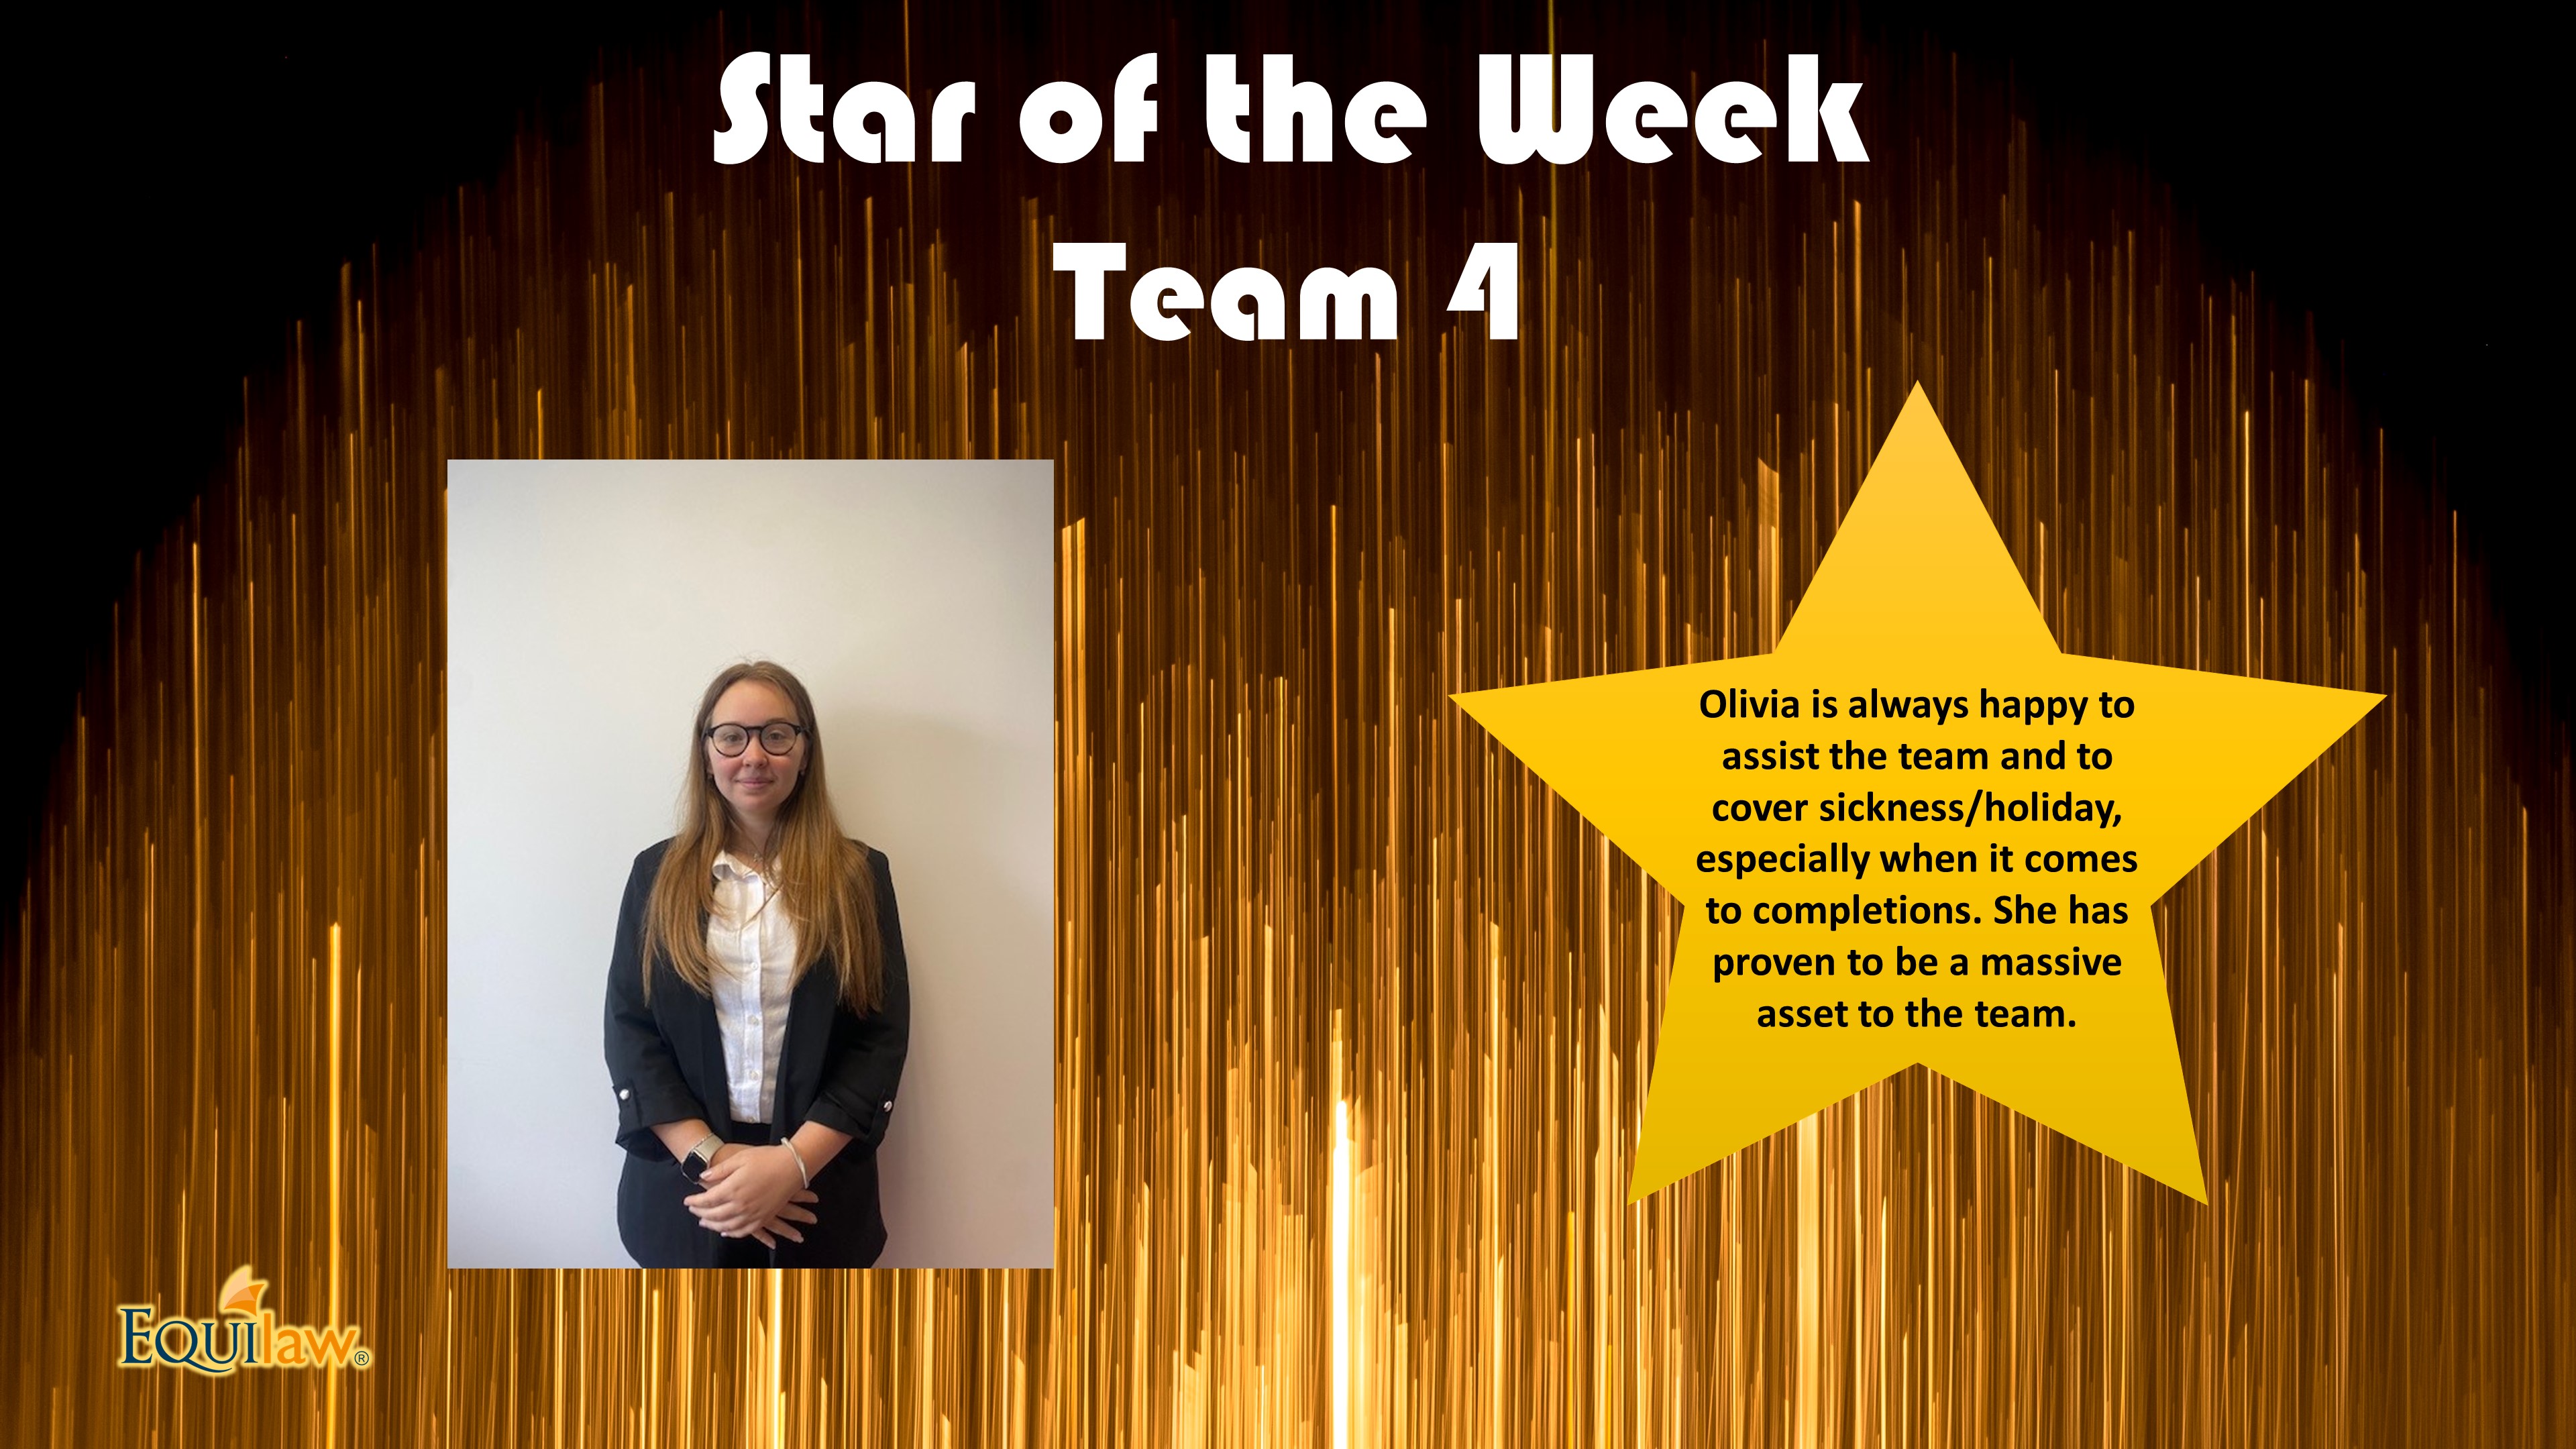 Star of the Week
Team 4
Olivia is always happy to
assist the team and to
cover sickness/holiday,
especially when it comes
to completions. She has
proven to be a massive
asset to the team.
EQUIlaw®